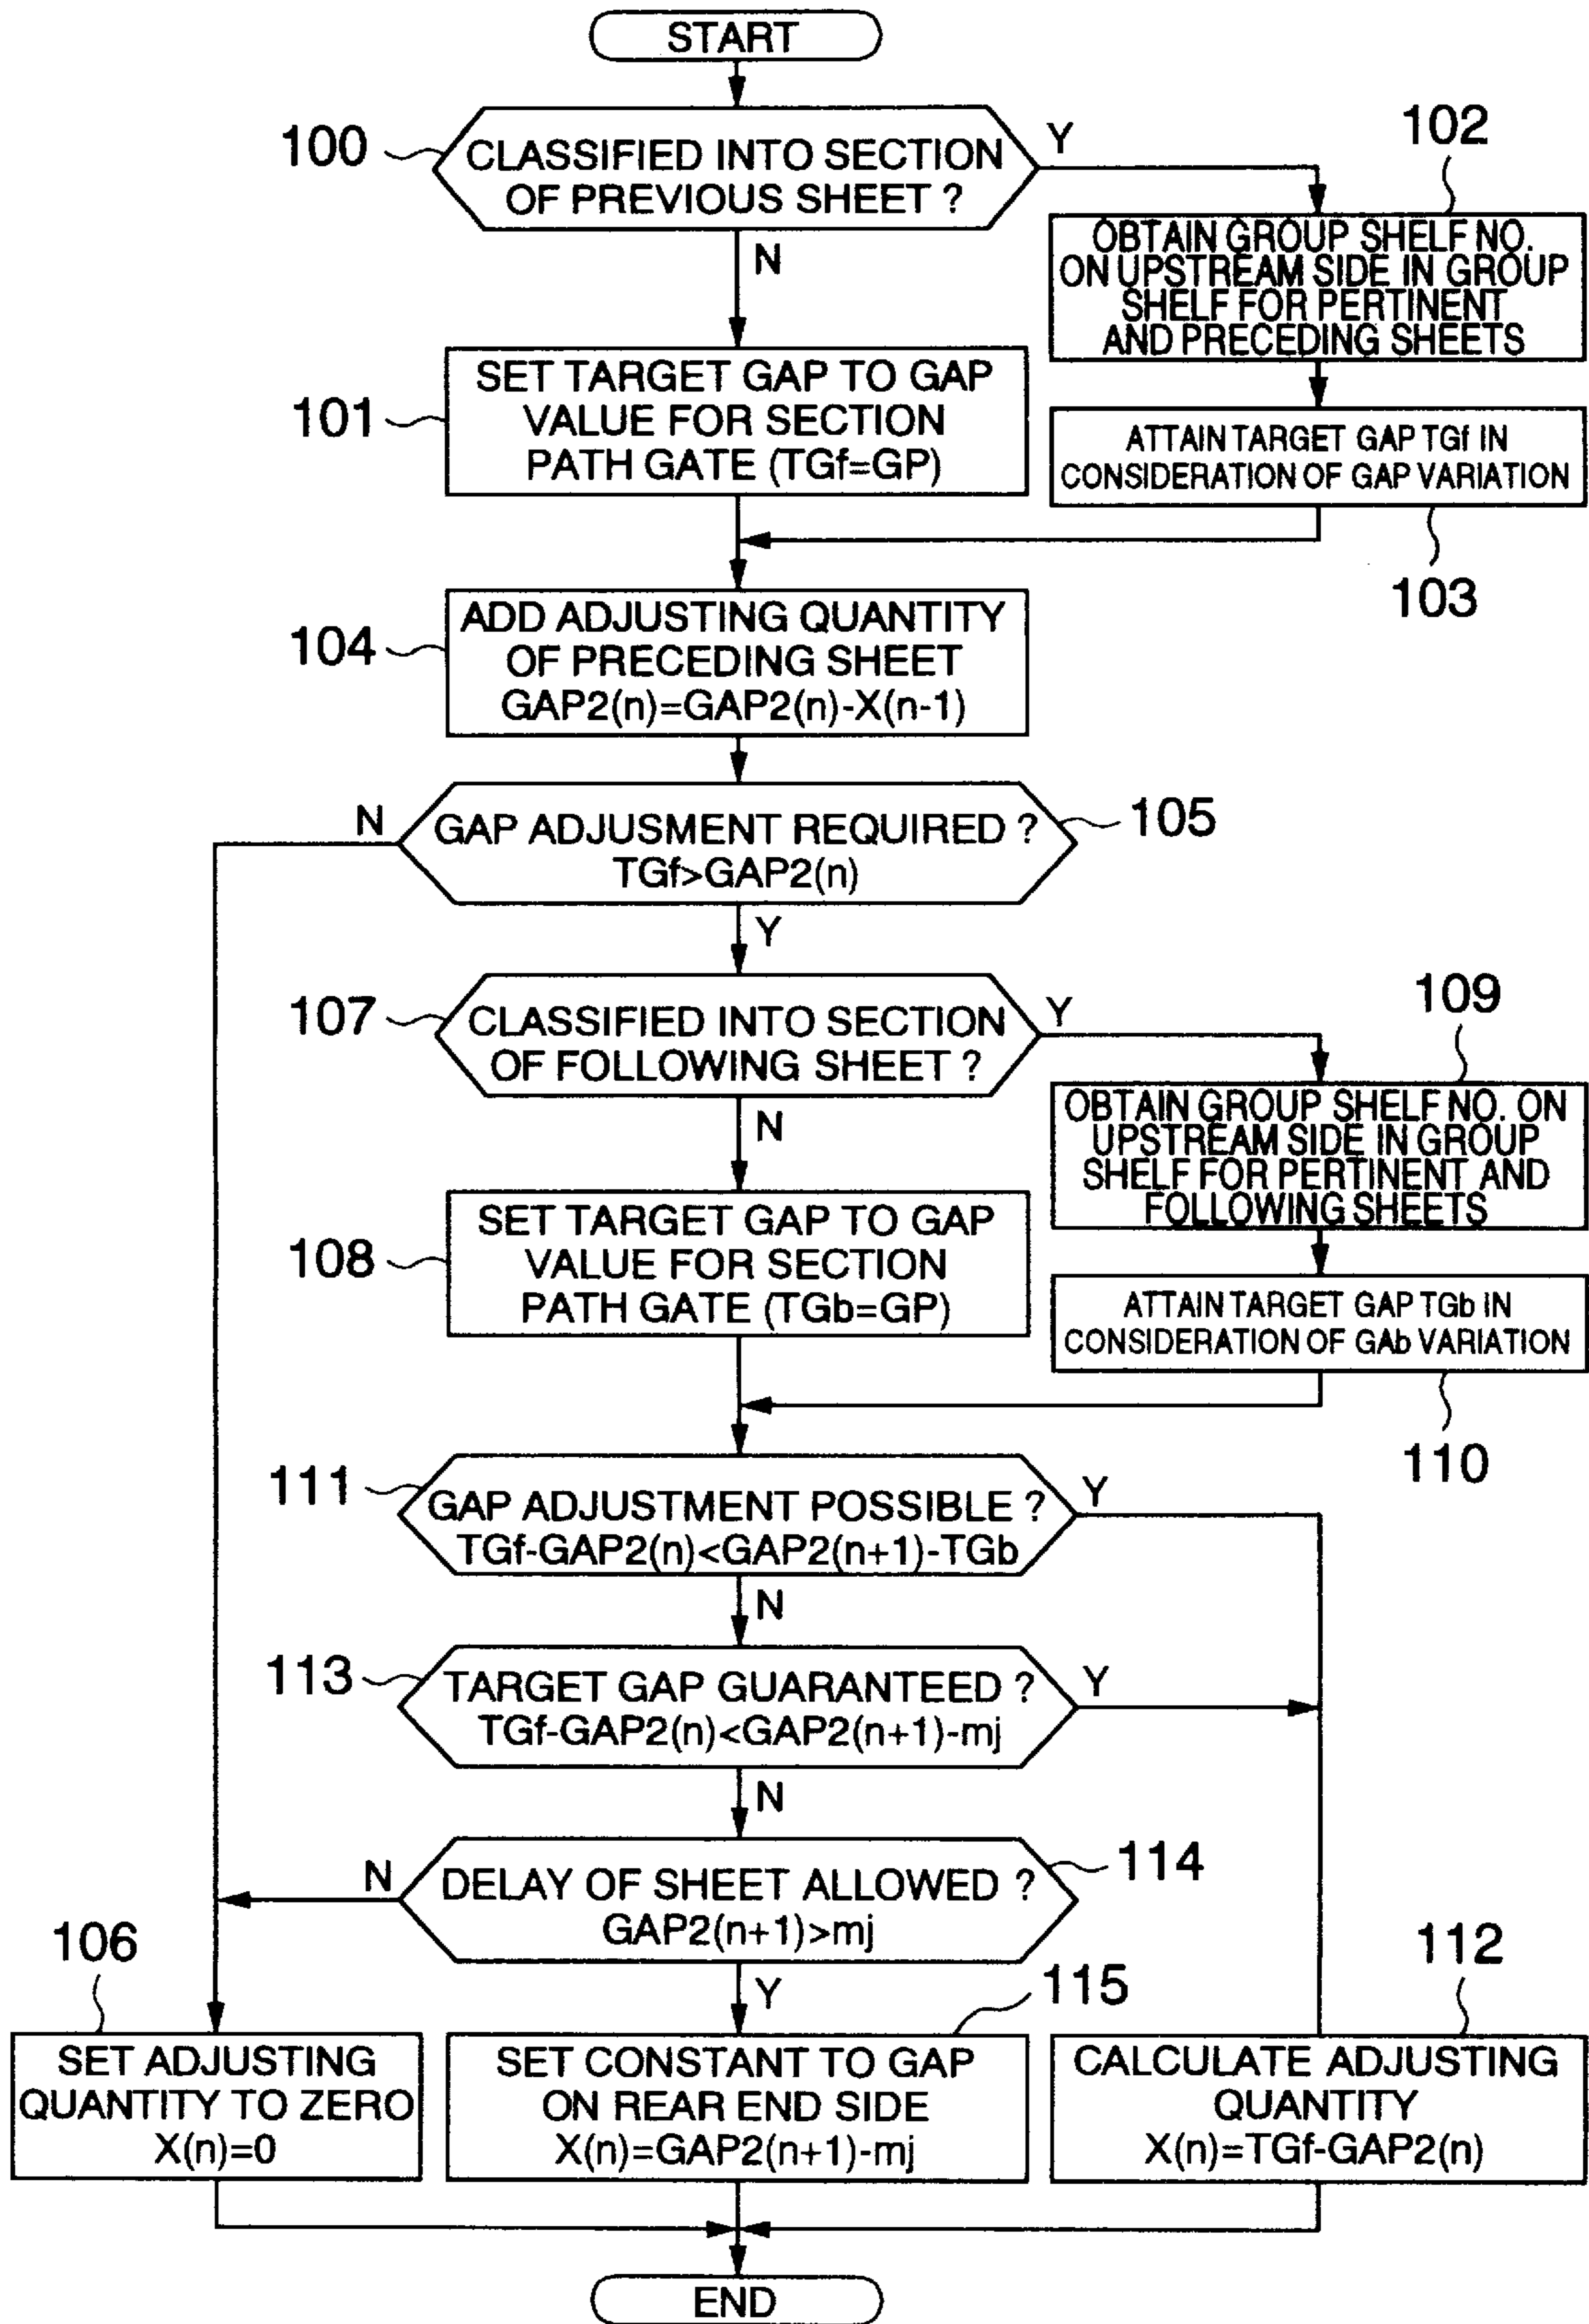 START
100
CLASSIFIED INTO SECTION
OF PREVIOUS SHEET ?
Y
N
102
OBTAIN GROUP SHELF NO.
ON UPSTREAM SIDE IN GROUP
SHELF FOR PERTINENT
AND PRECEDING SHEETS
101
SET TARGET GAP TO GAP
VALUE FOR SECTION
PATH GATE (TGf=GP)
ATTAIN TARGET GAP TGf IN
CONSIDERATION OF GAP VARIATION
103
104
ADD ADJUSTING QUANTITY
OF PRECEDING SHEET
GAP2(n)=GAP2(n)-X(n-1)
N
GAP ADJUSMENT REQUIRED ?
TGf>GAP2(n)
105
Y
107
CLASSIFIED INTO SECTION
OF FOLLOWING SHEET ?
Y
N
109
OBTAIN GROUP SHELF NO. ON
UPSTREAM SIDE IN GROUP
SHELF FOR PERTINENT AND
FOLLOWING SHEETS
108
SET TARGET GAP TO GAP
VALUE FOR SECTION
PATH GATE (TGb=GP)
ATTAIN TARGET GAP TGb IN
CONSIDERATION OF GAb VARIATION
110
111
GAP ADJUSTMENT POSSIBLE ?
TGf-GAP2(n)<GAP2(n+1)-TGb
Y
N
113
TARGET GAP GUARANTEED ?
TGf-GAP2(n)<GAP2(n+1)-mj
Y
N
N
DELAY OF SHEET ALLOWED ?
GAP2(n+1)>mj
114
Y
106
SET ADJUSTING
QUANTITY TO ZERO
X(n)=0
115
SET CONSTANT TO GAP
ON REAR END SIDE
X(n)=GAP2(n+1)-mj
112
CALCULATE ADJUSTING
QUANTITY
X(n)=TGf-GAP2(n)
END